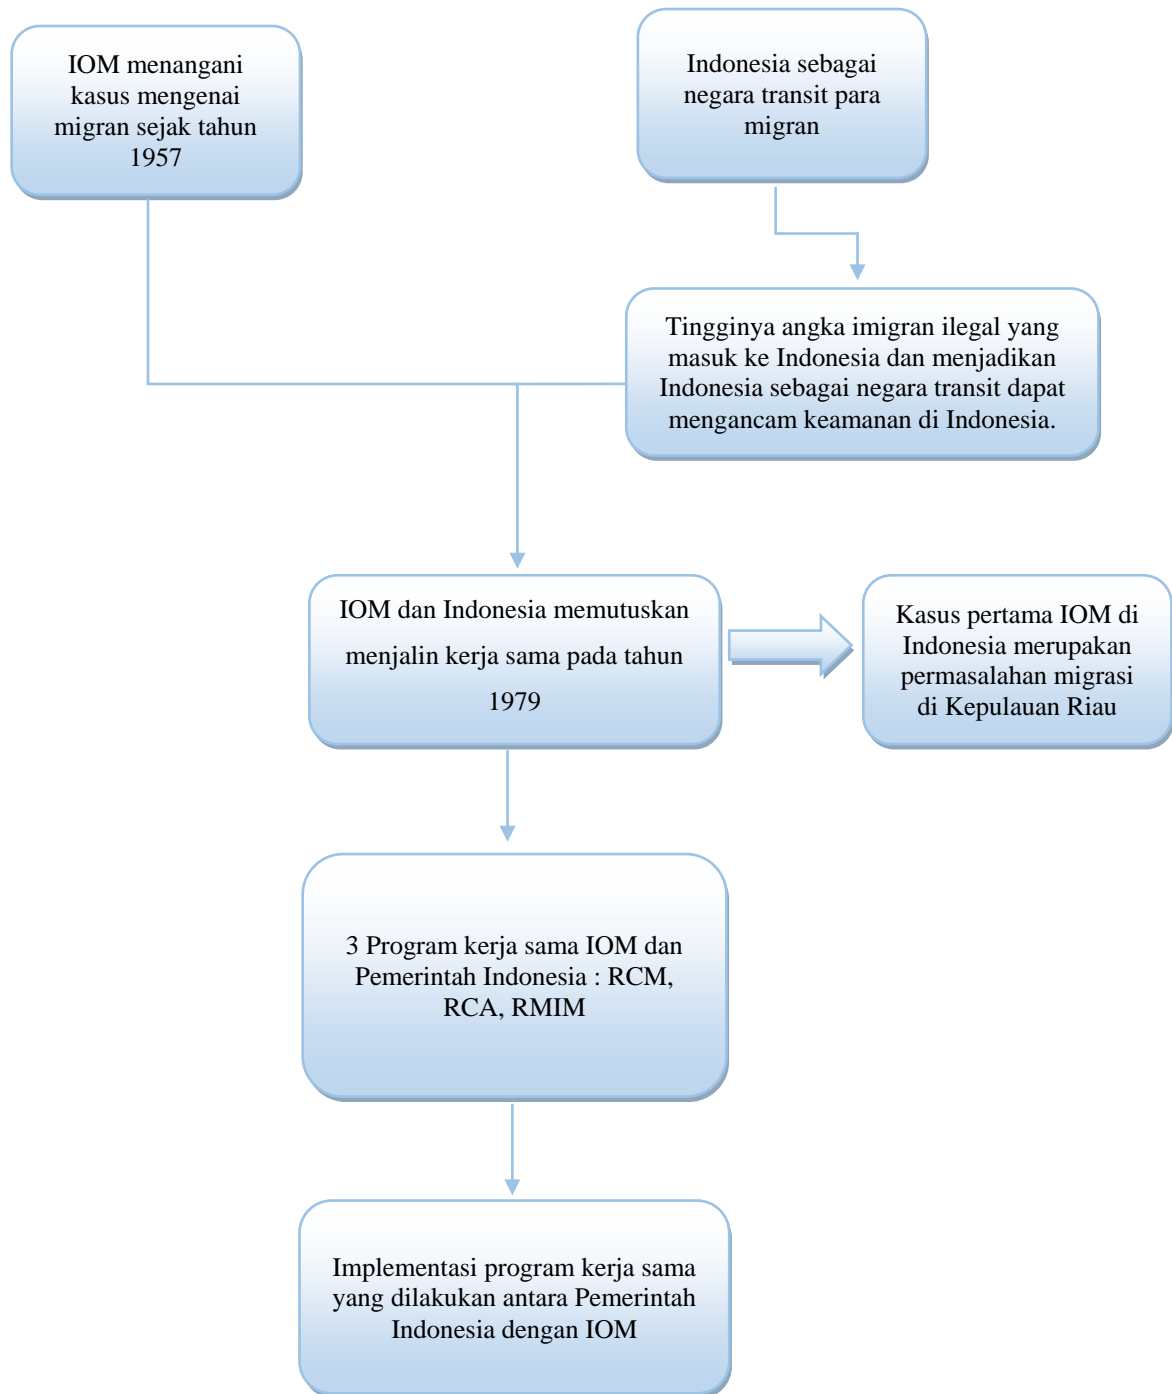 IOM menangani
kasus mengenai
migran sejak tahun
1957
Indonesia sebagai
negara transit para
migran
Tingginya angka imigran ilegal yang
masuk ke Indonesia dan menjadikan
Indonesia sebagai negara transit dapat
mengancam keamanan di Indonesia.
IOM dan Indonesia memutuskan
menjalin kerja sama pada tahun
1979
Kasus pertama IOM di
Indonesia merupakan
permasalahan migrasi
di Kepulauan Riau
3 Program kerja sama IOM dan
Pemerintah Indonesia : RCM,
RCA, RMIM
Implementasi program kerja sama
yang dilakukan antara Pemerintah
Indonesia dengan IOM